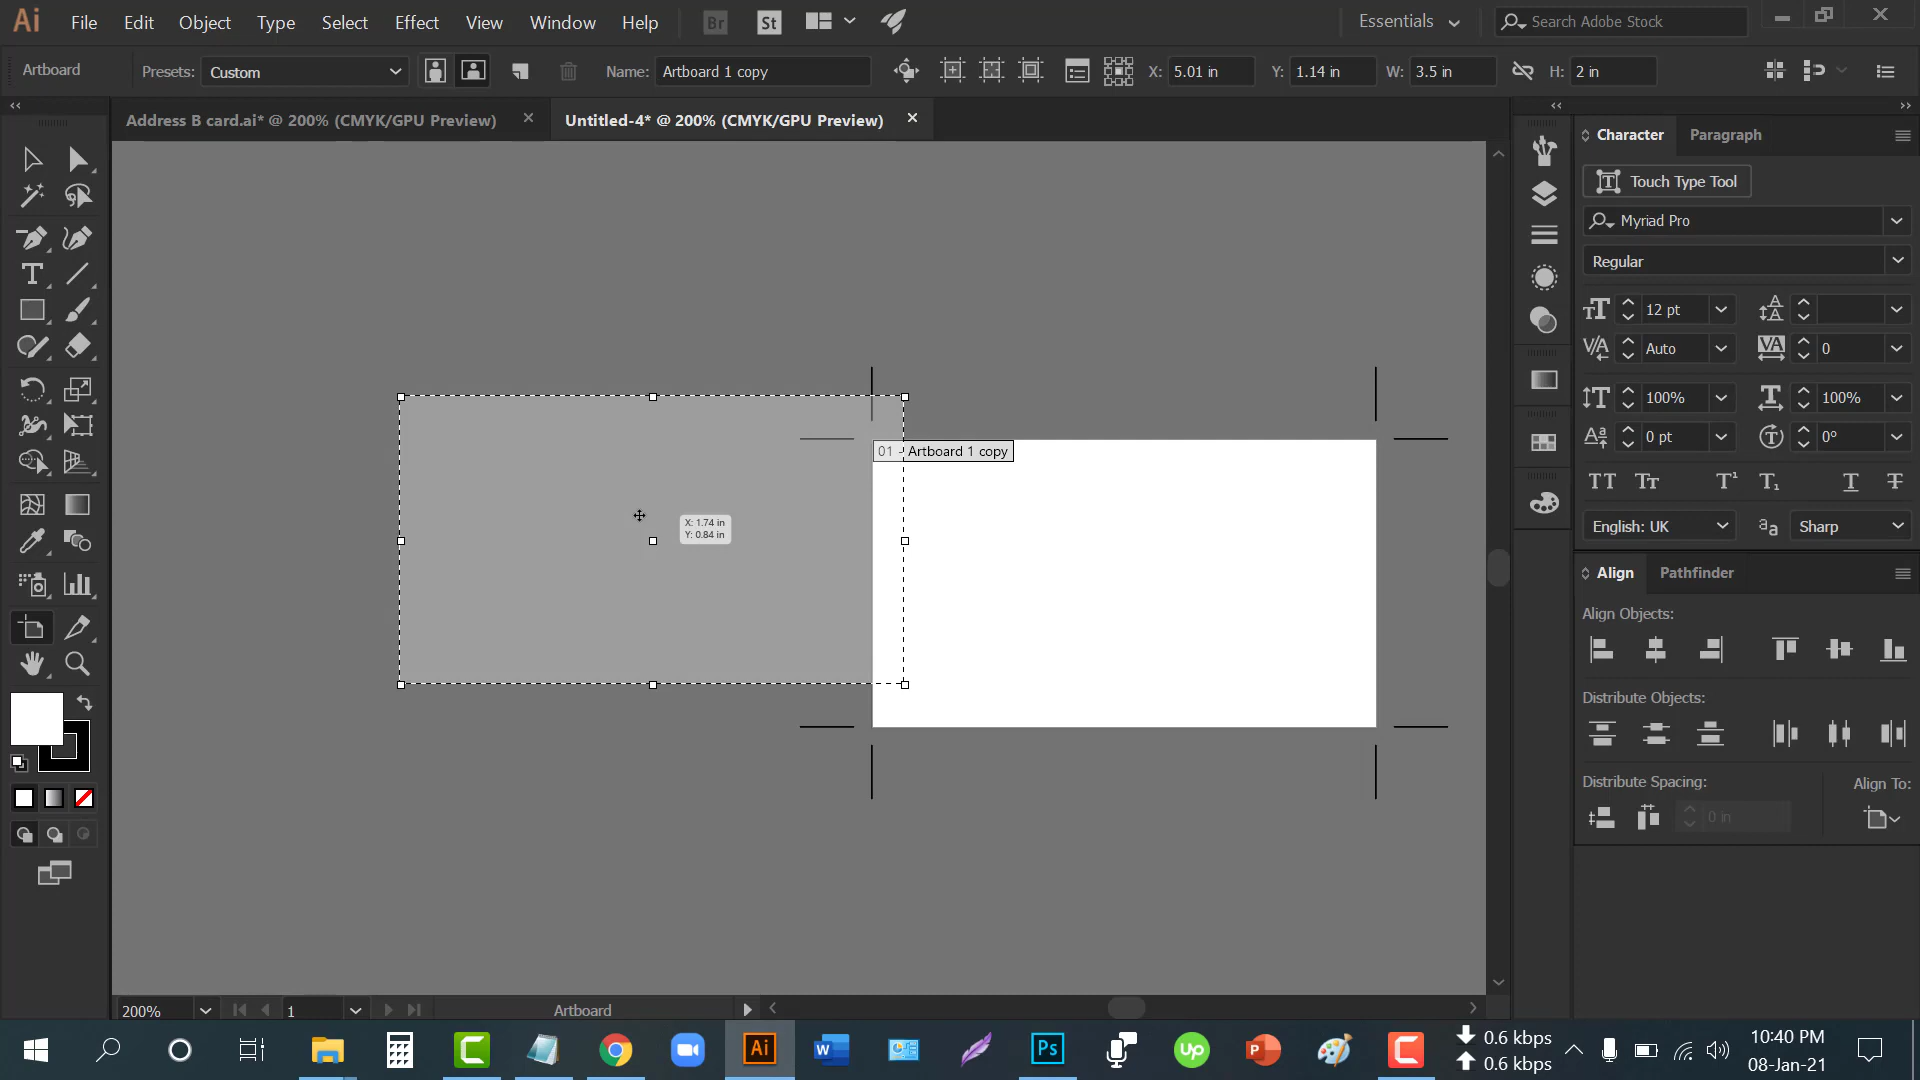 Ai File Edit Object Type Select Effect View Window Help Br St Essentials Search Adobe Stock
Artboard Presets: Custom Name: Artboard 1 copy X: 5.01 in Y: 1.14 in W: 3.5 in H: 2 in
Address B card.ai* @ 200% (CMYK/GPU Preview) Untitled-4* @ 200% (CMYK/GPU Preview)
Character Paragraph
Touch Type Tool
Myriad Pro
Regular
12 pt
Auto 0
100% 100%
0 pt 0°
English: UK Sharp
01 - Artboard 1 copy
X: 1.74 in
Y: 0.84 in
Align Pathfinder
Align Objects:
Distribute Objects:
Distribute Spacing: Align To:
0 in
200% 1 Artboard
0.6 kbps
0.6 kbps
10:40 PM
08-Jan-21
Ai W Ps Up P